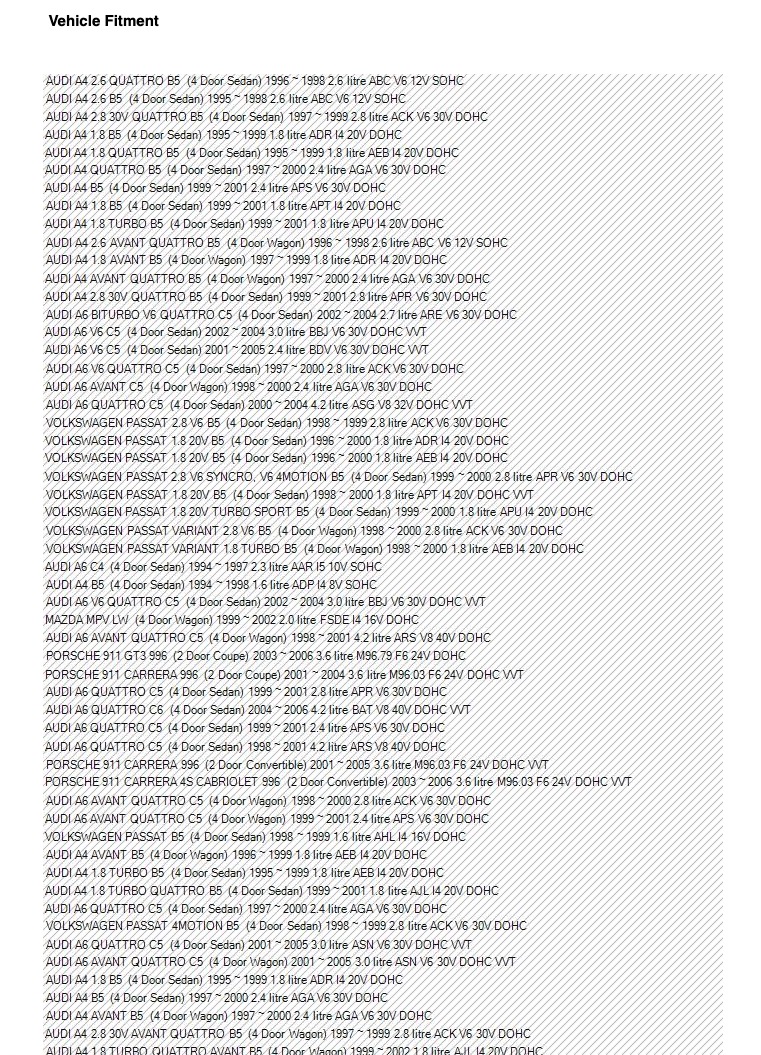 Vehicle Fitment
AUDI A4 2.6 QUATTRO B5 (4 Door Sedan) 1996 ~ 1998 2.6 litre ABC V6 12V SOHC
AUDI A4 2.6 B5 (4 Door Sedan) 1995 ~ 1998 2.6 litre ABC V6 12V SOHC
AUDI A4 2.8 30V QUATTRO B5 (4 Door Sedan) 1997 ~ 1999 2.8 litre ACK V6 30V DOHC
AUDI A4 1.8 B5 (4 Door Sedan) 1995 ~ 1999 1.8 litre ADR I4 20V DOHC
AUDI A4 1.8 QUATTRO B5 (4 Door Sedan) 1995 ~ 1999 1.8 litre AEB I4 20V DOHC
AUDI A4 QUATTRO B5 (4 Door Sedan) 1997 ~ 2000 2.4 litre AGA V6 30V DOHC
AUDI A4 B5 (4 Door Sedan) 1999 ~ 2001 2.4 litre APS V6 30V DOHC
AUDI A4 1.8 B5 (4 Door Sedan) 1999 ~ 2001 1.8 litre APT I4 20V DOHC
AUDI A4 1.8 TURBO B5 (4 Door Sedan) 1999 ~ 2001 1.8 litre APU I4 20V DOHC
AUDI A4 2.6 AVANT QUATTRO B5 (4 Door Wagon) 1996 ~ 1998 2.6 litre ABC V6 12V SOHC
AUDI A4 1.8 AVANT B5 (4 Door Wagon) 1997 ~ 1999 1.8 litre ADR I4 20V DOHC
AUDI A4 AVANT QUATTRO B5 (4 Door Wagon) 1997 ~ 2000 2.4 litre AGA V6 30V DOHC
AUDI A4 2.8 30V QUATTRO B5 (4 Door Sedan) 1999 ~ 2001 2.8 litre APR V6 30V DOHC
AUDI A6 BITURBO V6 QUATTRO C5 (4 Door Sedan) 2002 ~ 2004 2.7 litre ARE V6 30V DOHC
AUDI A6 V6 C5 (4 Door Sedan) 2002 ~ 2004 3.0 litre BBJ V6 30V DOHC VVT
AUDI A6 V6 C5 (4 Door Sedan) 2001 ~ 2005 2.4 litre BDV V6 30V DOHC VVT
AUDI A6 V6 QUATTRO C5 (4 Door Sedan) 1997 ~ 2000 2.8 litre ACK V6 30V DOHC
AUDI A6 AVANT C5 (4 Door Wagon) 1998 ~ 2000 2.4 litre AGA V6 30V DOHC
AUDI A6 QUATTRO C5 (4 Door Sedan) 2000 ~ 2004 4.2 litre ASG V8 32V DOHC VVT
VOLKSWAGEN PASSAT 2.8 V6 B5 (4 Door Sedan) 1998 ~ 1999 2.8 litre ACK V6 30V DOHC
VOLKSWAGEN PASSAT 1.8 20V B5 (4 Door Sedan) 1996 ~ 2000 1.8 litre ADR I4 20V DOHC
VOLKSWAGEN PASSAT 1.8 20V B5 (4 Door Sedan) 1996 ~ 2000 1.8 litre AEB I4 20V DOHC
VOLKSWAGEN PASSAT 2.8 V6 SYNCRO, V6 4MOTION B5 (4 Door Sedan) 1999 ~ 2000 2.8 litre APR V6 30V DOHC
VOLKSWAGEN PASSAT 1.8 20V B5 (4 Door Sedan) 1998 ~ 2000 1.8 litre APT I4 20V DOHC VVT
VOLKSWAGEN PASSAT 1.8 20V TURBO SPORT B5 (4 Door Sedan) 1999 ~ 2000 1.8 litre APU I4 20V DOHC
VOLKSWAGEN PASSAT VARIANT 2.8 V6 B5 (4 Door Wagon) 1998 ~ 2000 2.8 litre ACK V6 30V DOHC
VOLKSWAGEN PASSAT VARIANT 1.8 TURBO B5 (4 Door Wagon) 1998 ~ 2000 1.8 litre AEB I4 20V DOHC
AUDI A6 C4 (4 Door Sedan) 1994 ~ 1997 2.3 litre AAR I5 10V SOHC
AUDI A4 B5 (4 Door Sedan) 1994 ~ 1998 1.6 litre ADP I4 8V SOHC
AUDI A6 V6 QUATTRO C5 (4 Door Sedan) 2002 ~ 2004 3.0 litre BBJ V6 30V DOHC VVT
MAZDA MPV LW (4 Door Wagon) 1999 ~ 2002 2.0 litre FSDE I4 16V DOHC
AUDI A6 AVANT QUATTRO C5 (4 Door Wagon) 1998 ~ 2001 4.2 litre ARS V8 40V DOHC
PORSCHE 911 GT3 996 (2 Door Coupe) 2003 ~ 2006 3.6 litre M96.79 F6 24V DOHC
PORSCHE 911 CARRERA 996 (2 Door Coupe) 2001 ~ 2004 3.6 litre M96.03 F6 24V DOHC VVT
AUDI A6 QUATTRO C5 (4 Door Sedan) 1999 ~ 2001 2.8 litre APR V6 30V DOHC
AUDI A6 QUATTRO C6 (4 Door Sedan) 2004 ~ 2006 4.2 litre BAT V8 40V DOHC VVT
AUDI A6 QUATTRO C5 (4 Door Sedan) 1999 ~ 2001 2.4 litre APS V6 30V DOHC
AUDI A6 QUATTRO C5 (4 Door Sedan) 1998 ~ 2001 4.2 litre ARS V8 40V DOHC
PORSCHE 911 CARRERA 996 (2 Door Convertible) 2001 ~ 2005 3.6 litre M96.03 F6 24V DOHC VVT
PORSCHE 911 CARRERA 4S CABRIOLET 996 (2 Door Convertible) 2003 ~ 2006 3.6 litre M96.03 F6 24V DOHC VVT
AUDI A6 AVANT QUATTRO C5 (4 Door Wagon) 1998 ~ 2000 2.8 litre ACK V6 30V DOHC
AUDI A6 AVANT QUATTRO C5 (4 Door Wagon) 1999 ~ 2001 2.4 litre APS V6 30V DOHC
VOLKSWAGEN PASSAT B5 (4 Door Sedan) 1998 ~ 1999 1.6 litre AHL I4 16V DOHC
AUDI A4 AVANT B5 (4 Door Wagon) 1996 ~ 1999 1.8 litre AEB I4 20V DOHC
AUDI A4 1.8 TURBO B5 (4 Door Sedan) 1995 ~ 1999 1.8 litre AEB I4 20V DOHC
AUDI A4 1.8 TURBO QUATTRO B5 (4 Door Sedan) 1999 ~ 2001 1.8 litre AJL I4 20V DOHC
AUDI A6 QUATTRO C5 (4 Door Sedan) 1997 ~ 2000 2.4 litre AGA V6 30V DOHC
VOLKSWAGEN PASSAT 4MOTION B5 (4 Door Sedan) 1998 ~ 1999 2.8 litre ACK V6 30V DOHC
AUDI A6 QUATTRO C5 (4 Door Sedan) 2001 ~ 2005 3.0 litre ASN V6 30V DOHC VVT
AUDI A6 AVANT QUATTRO C5 (4 Door Wagon) 2001 ~ 2005 3.0 litre ASN V6 30V DOHC VVT
AUDI A4 1.8 B5 (4 Door Sedan) 1995 ~ 1999 1.8 litre ADR I4 20V DOHC
AUDI A4 B5 (4 Door Sedan) 1997 ~ 2000 2.4 litre AGA V6 30V DOHC
AUDI A4 AVANT B5 (4 Door Wagon) 1997 ~ 2000 2.4 litre AGA V6 30V DOHC
AUDI A4 2.8 30V AVANT QUATTRO B5 (4 Door Wagon) 1997 ~ 1999 2.8 litre ACK V6 30V DOHC
AUDI A4 1.8 TURBO QUATTRO AVANT B5 (4 Door Wagon) 1999 ~ 2002 1.8 litre AJL I4 20V DOHC